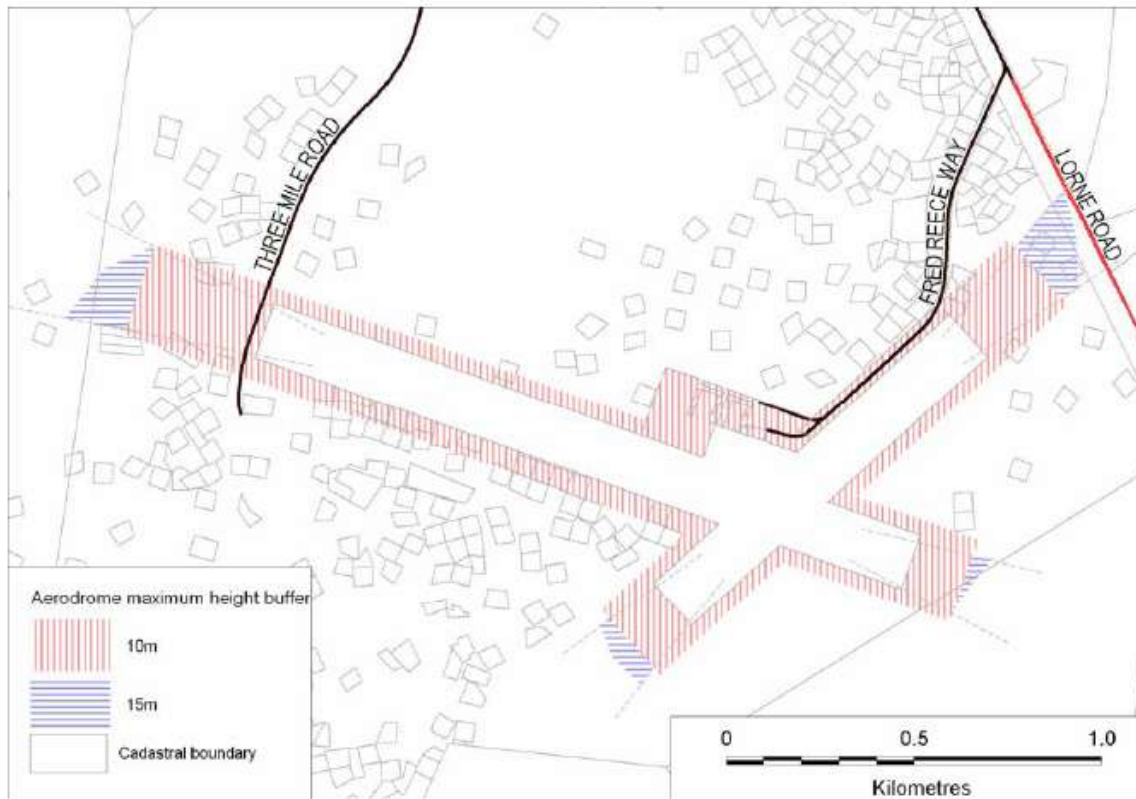 THREE MILE ROAD
FRED REECE WAY
LORNE ROAD
Aerodrome maximum height buffer
10m
15m
Cadastral boundary
0 0.5 1.0
Kilometres